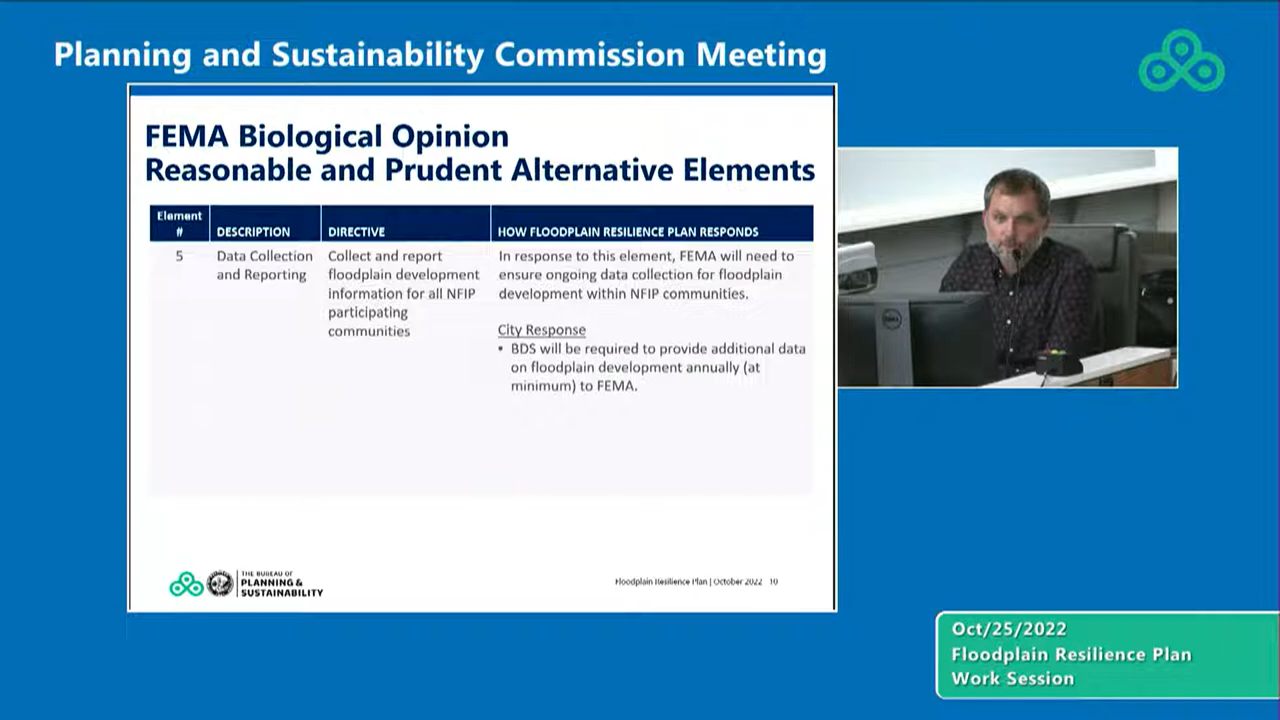 Planning and Sustainability Commission Meeting
FEMA Biological Opinion
Reasonable and Prudent Alternative Elements
Element
#
DESCRIPTION
DIRECTIVE
HOW FLOODPLAIN RESILIENCE PLAN RESPONDS
5
Data Collection
and Reporting
Collect and report
floodplain development
information for all NFIP
participating
communities
In response to this element, FEMA will need to
ensure ongoing data collection for floodplain
development within NFIP communities.
City Response
• BDS will be required to provide additional data
on floodplain development annually (at
minimum) to FEMA.
THE BUREAU OF
PLANNING &
SUSTAINABILITY
Floodplain Resilience Plan | October 2022 10
DELL
Oct/25/2022
Floodplain Resilience Plan
Work Session